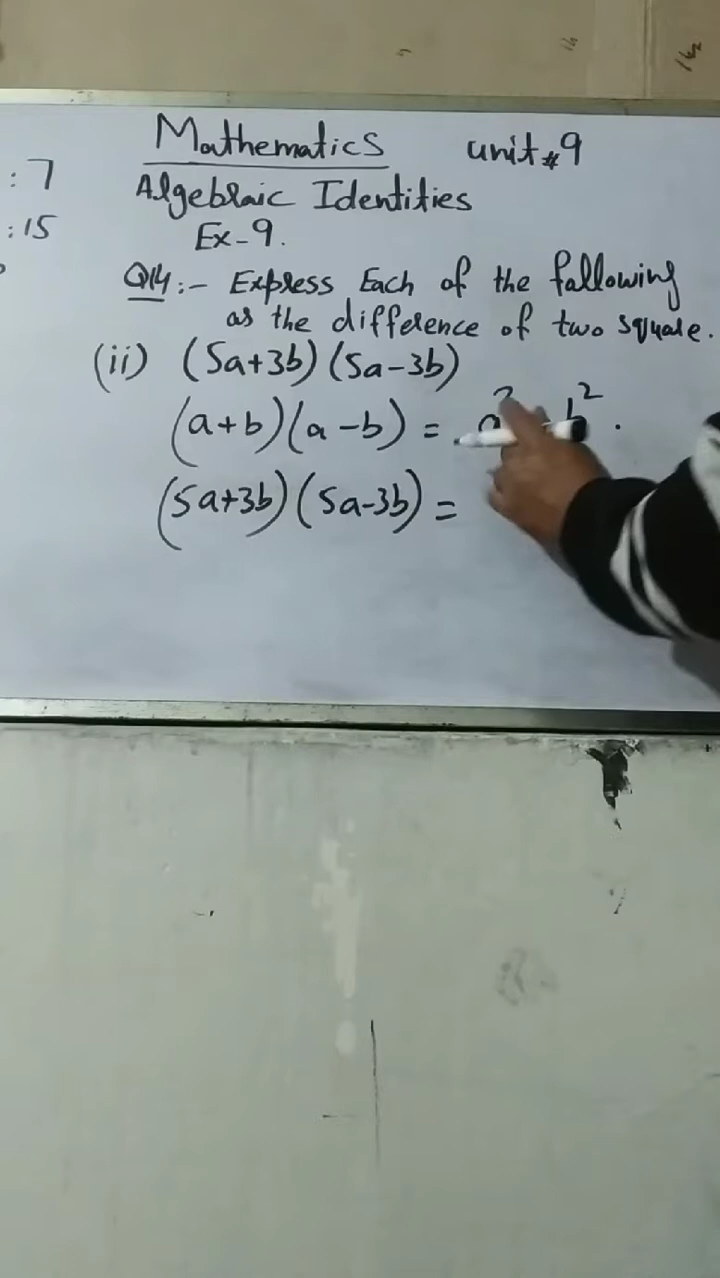 Mathematics unit#9
: 7
Algebraic Identities
: 15
Ex-9.
Q14:- Express Each of the fallowing
as the difference of two square.
(ii) (5a+3b)(5a-3b)
(a+b)(a-b) = a² b².
(5a+3b)(5a-3b) =